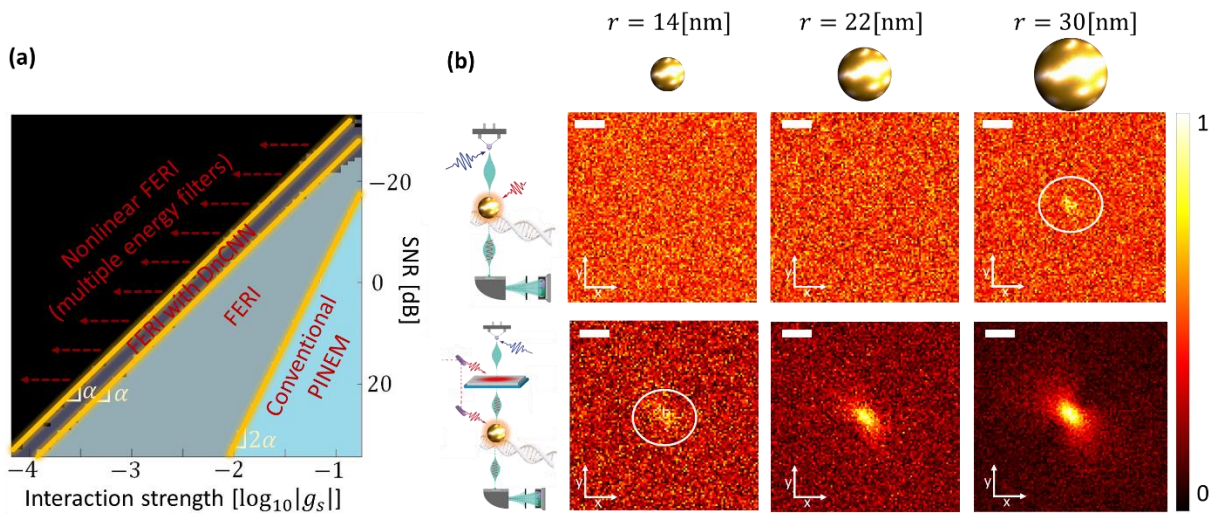 (a)
Nonlinear FERI
(multiple energy filters)
FERI with DnCNN
FERI
Conventional
PINEM
α
α
2α
−20
0
20
SNR [dB]
−4
−3
−2
−1
Interaction strength [log₁₀|gₛ|]
(b)
r = 14[nm]
r = 22[nm]
r = 30[nm]
y
x
y
x
y
x
y
x
y
x
y
x
1
0